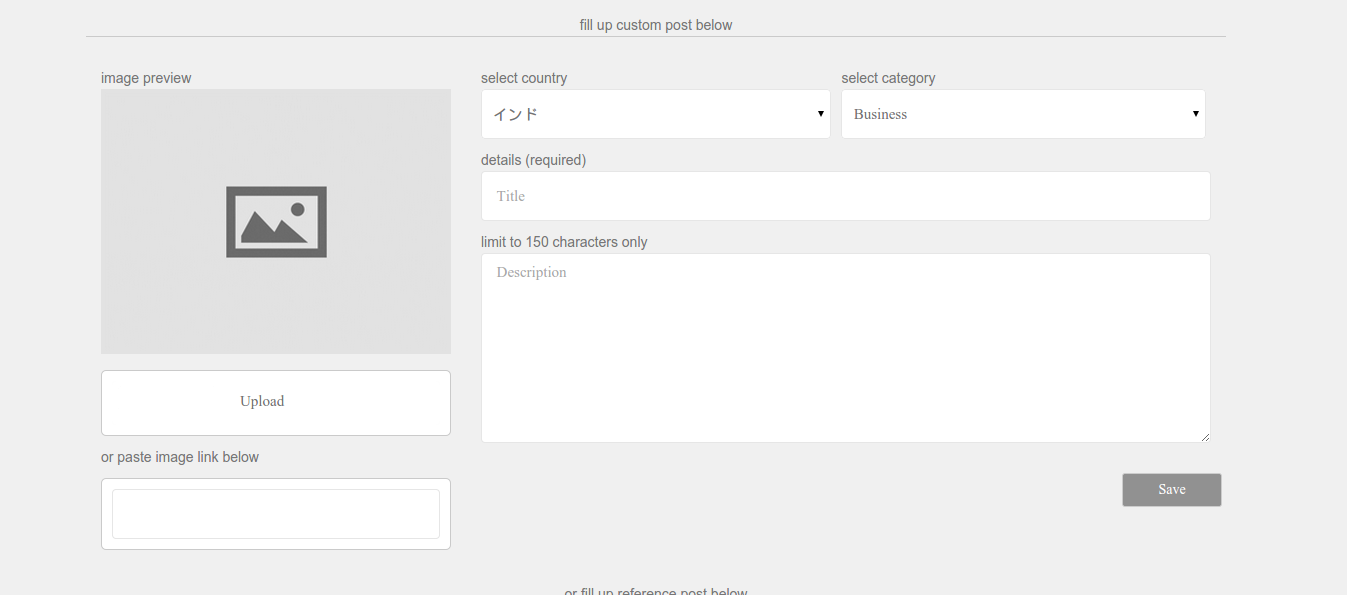 fill up custom post below
image preview
select country
select category
インド
Business
details (required)
Title
limit to 150 characters only
Description
Upload
or paste image link below
Save
or fill up reference post below